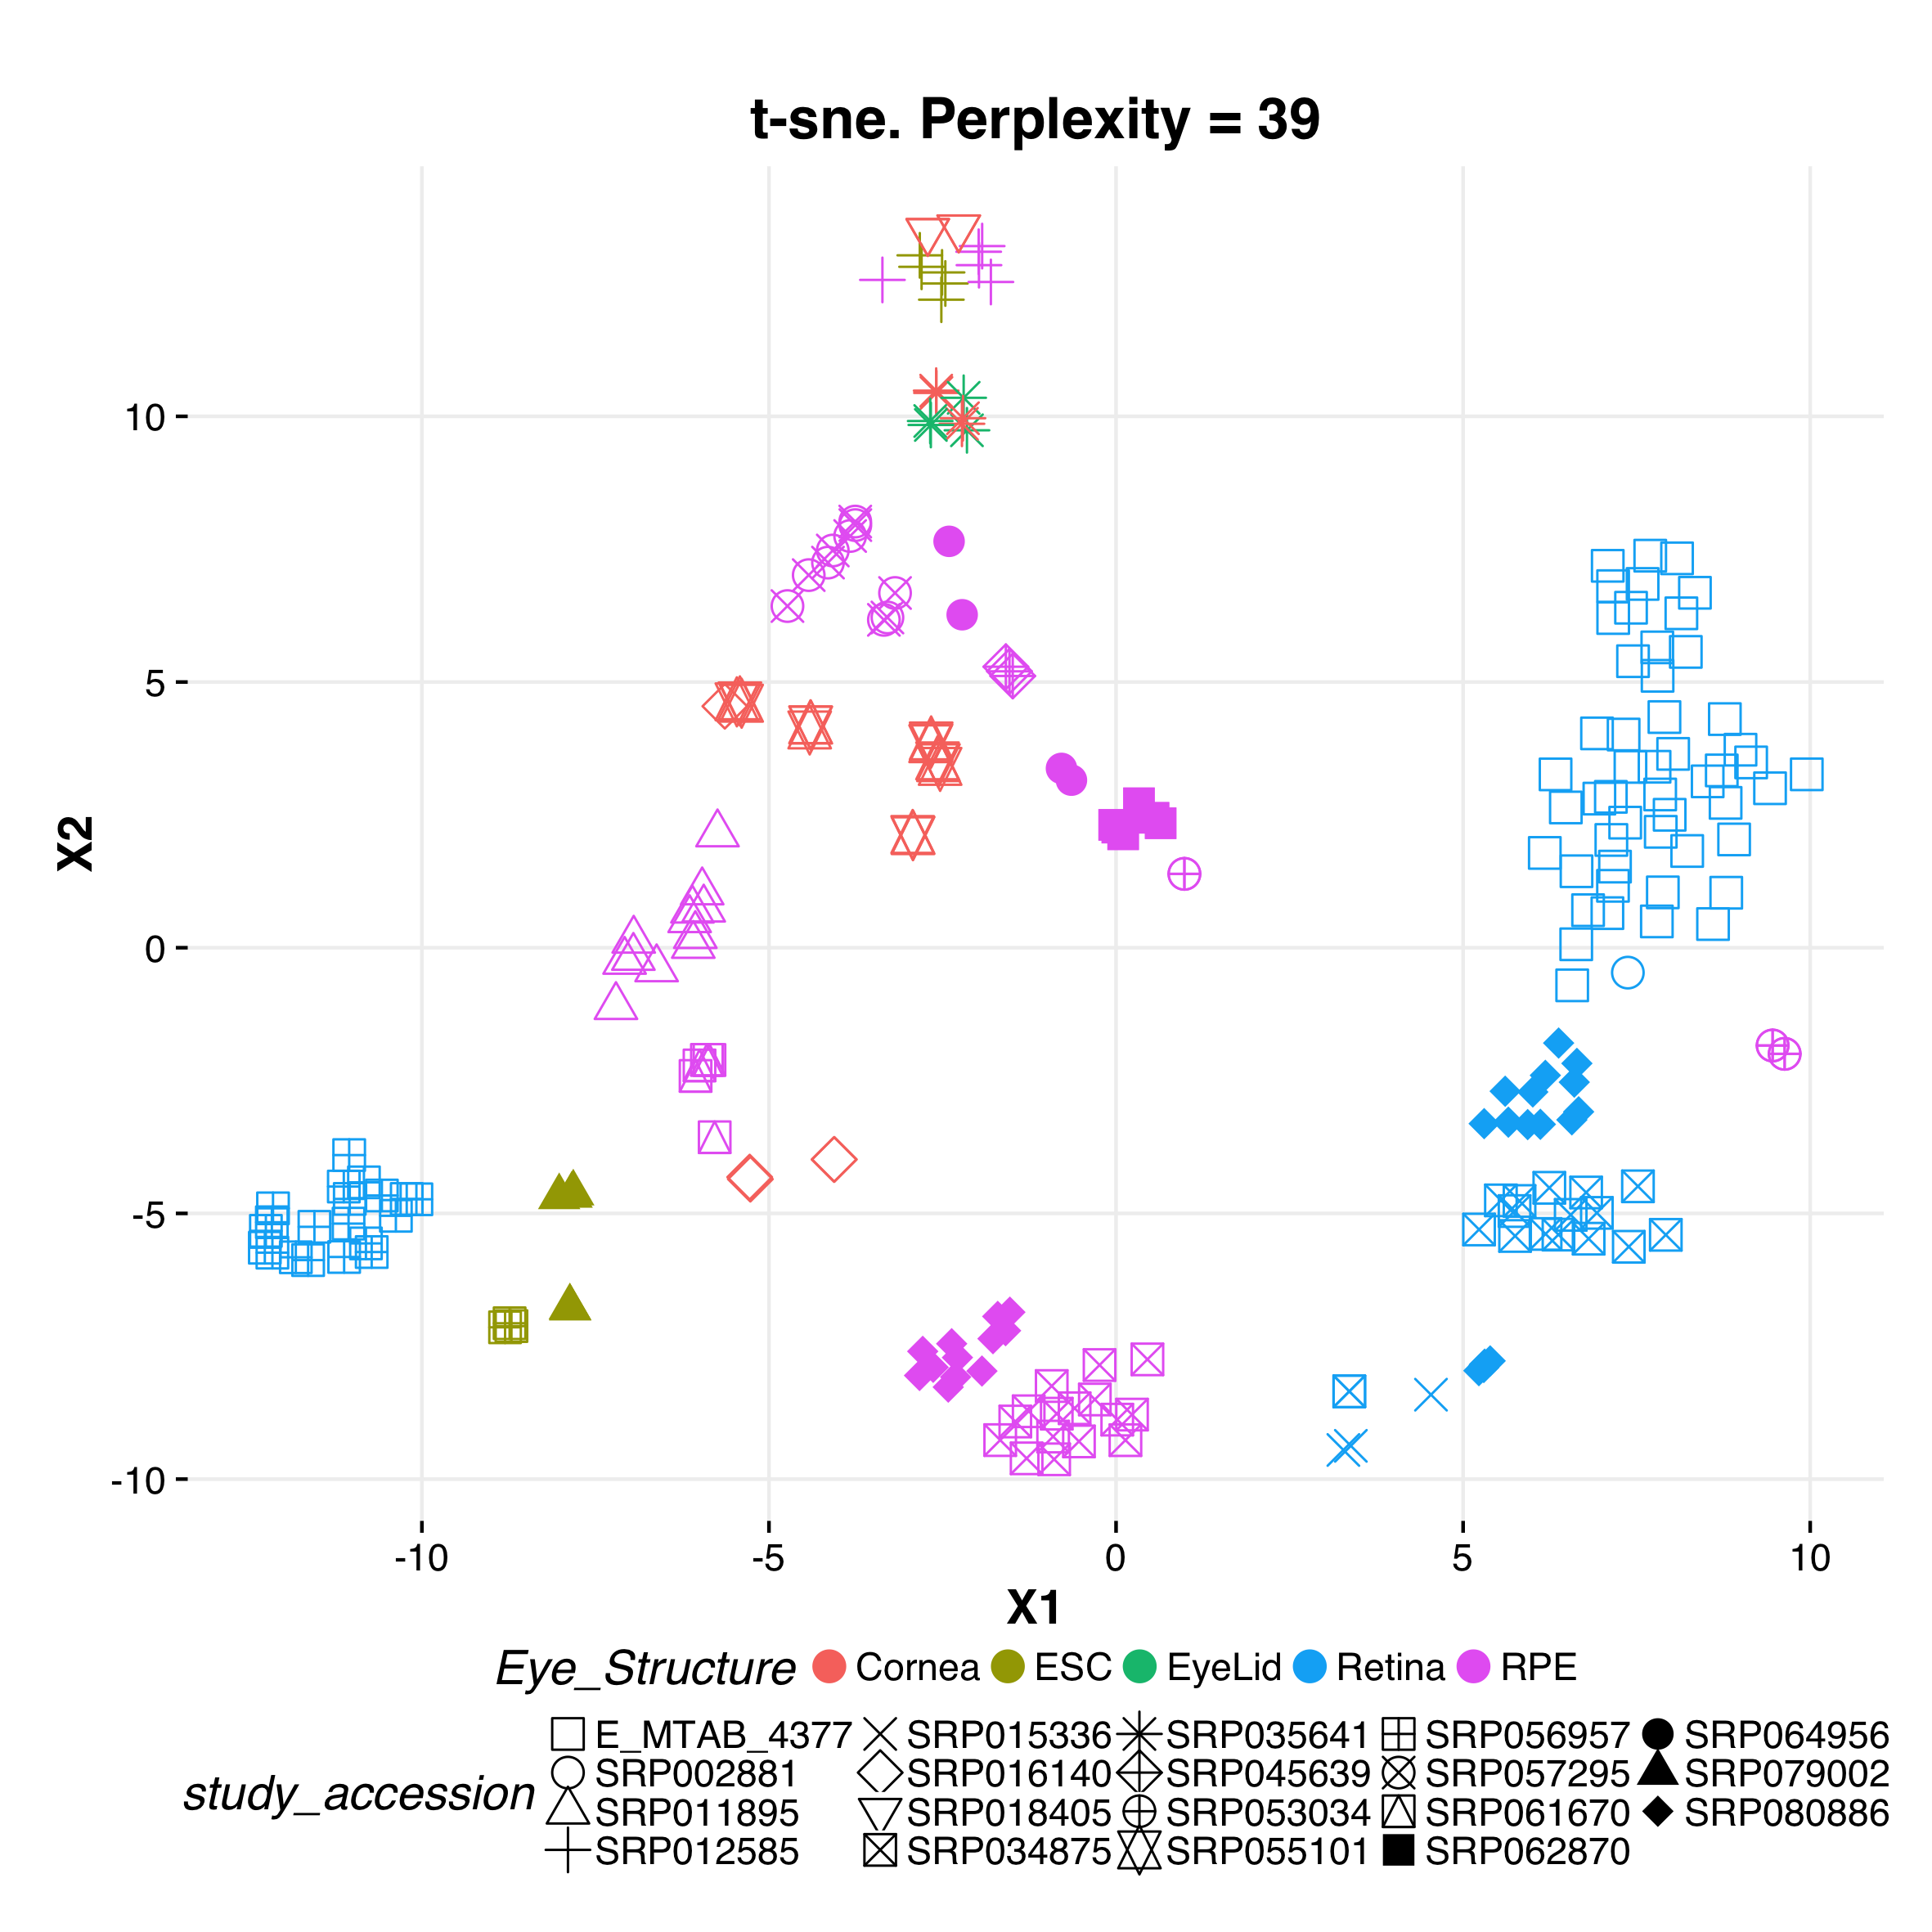 t-sne. Perplexity = 39
X2
10
5
0
-5
-10
-10 -5 0 5 10
X1
Eye_Structure Cornea ESC EyeLid Retina RPE
study_accession
E_MTAB_4377 SRP015336 SRP035641 SRP056957 SRP064956
SRP002881 SRP016140 SRP045639 SRP057295 SRP079002
SRP011895 SRP018405 SRP053034 SRP061670 SRP080886
SRP012585 SRP034875 SRP055101 SRP062870